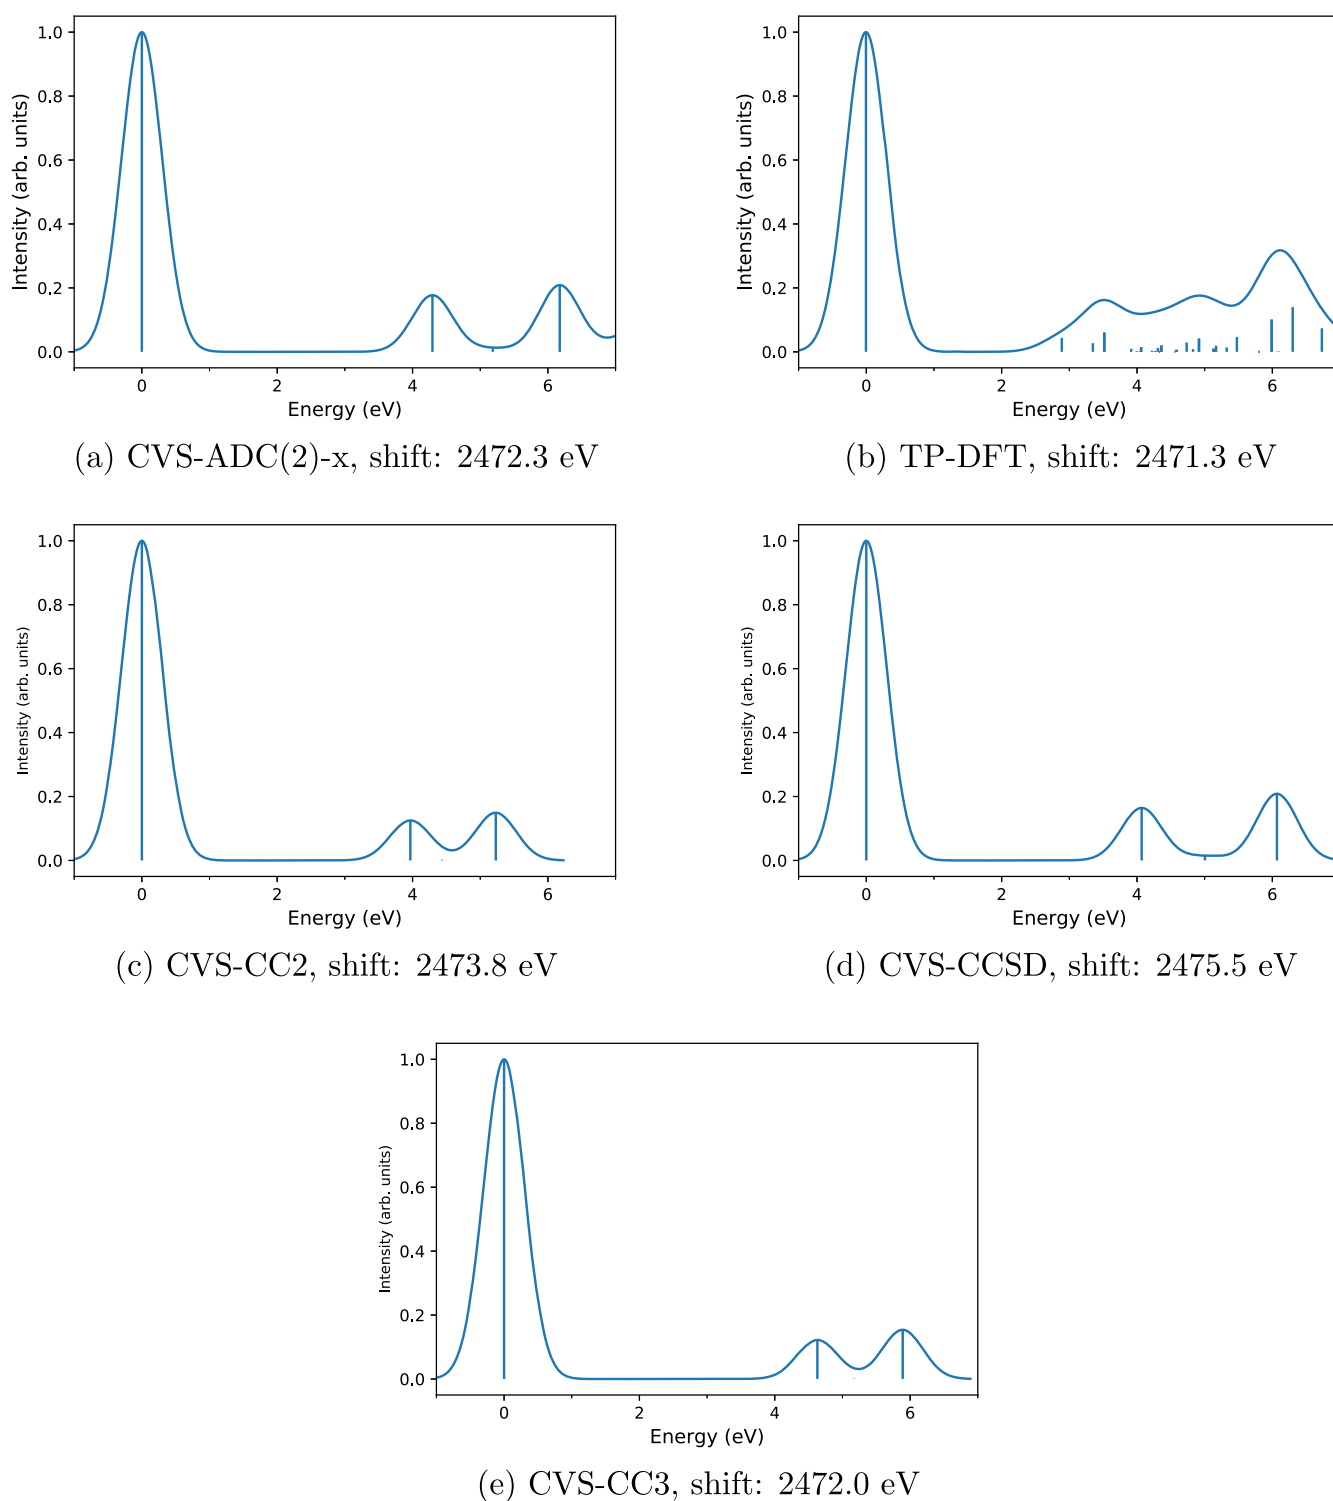 1.0
0.8
0.6
0.4
0.2
0.0
Intensity (arb. units)
0 2 4 6
Energy (eV)
(a) CVS-ADC(2)-x, shift: 2472.3 eV
1.0
0.8
0.6
0.4
0.2
0.0
Intensity (arb. units)
0 2 4 6
Energy (eV)
(b) TP-DFT, shift: 2471.3 eV
1.0
0.8
0.6
0.4
0.2
0.0
Intensity (arb. units)
0 2 4 6
Energy (eV)
(c) CVS-CC2, shift: 2473.8 eV
1.0
0.8
0.6
0.4
0.2
0.0
Intensity (arb. units)
0 2 4 6
Energy (eV)
(d) CVS-CCSD, shift: 2475.5 eV
1.0
0.8
0.6
0.4
0.2
0.0
Intensity (arb. units)
0 2 4 6
Energy (eV)
(e) CVS-CC3, shift: 2472.0 eV